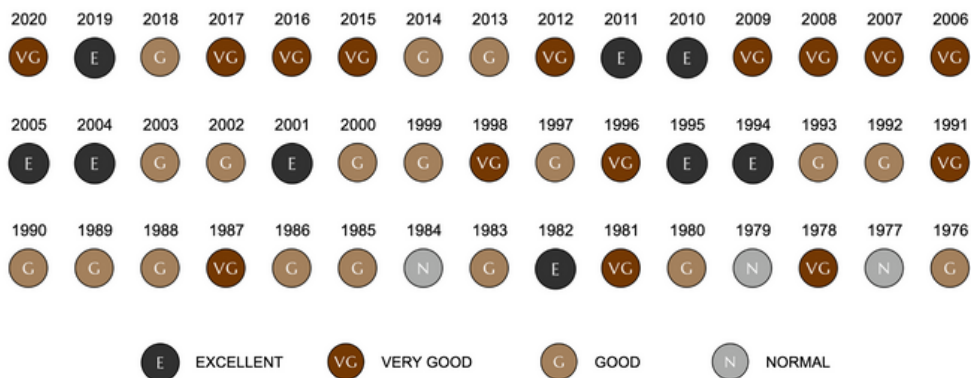 2020 2019 2018 2017 2016 2015 2014 2013 2012 2011 2010 2009 2008 2007 2006
VG E G VG VG VG G G VG E E VG VG VG VG
2005 2004 2003 2002 2001 2000 1999 1998 1997 1996 1995 1994 1993 1992 1991
E E G G E G G VG G VG E E G G VG
1990 1989 1988 1987 1986 1985 1984 1983 1982 1981 1980 1979 1978 1977 1976
G G G VG G G N G E VG G N VG N G
E EXCELLENT VG VERY GOOD G GOOD N NORMAL